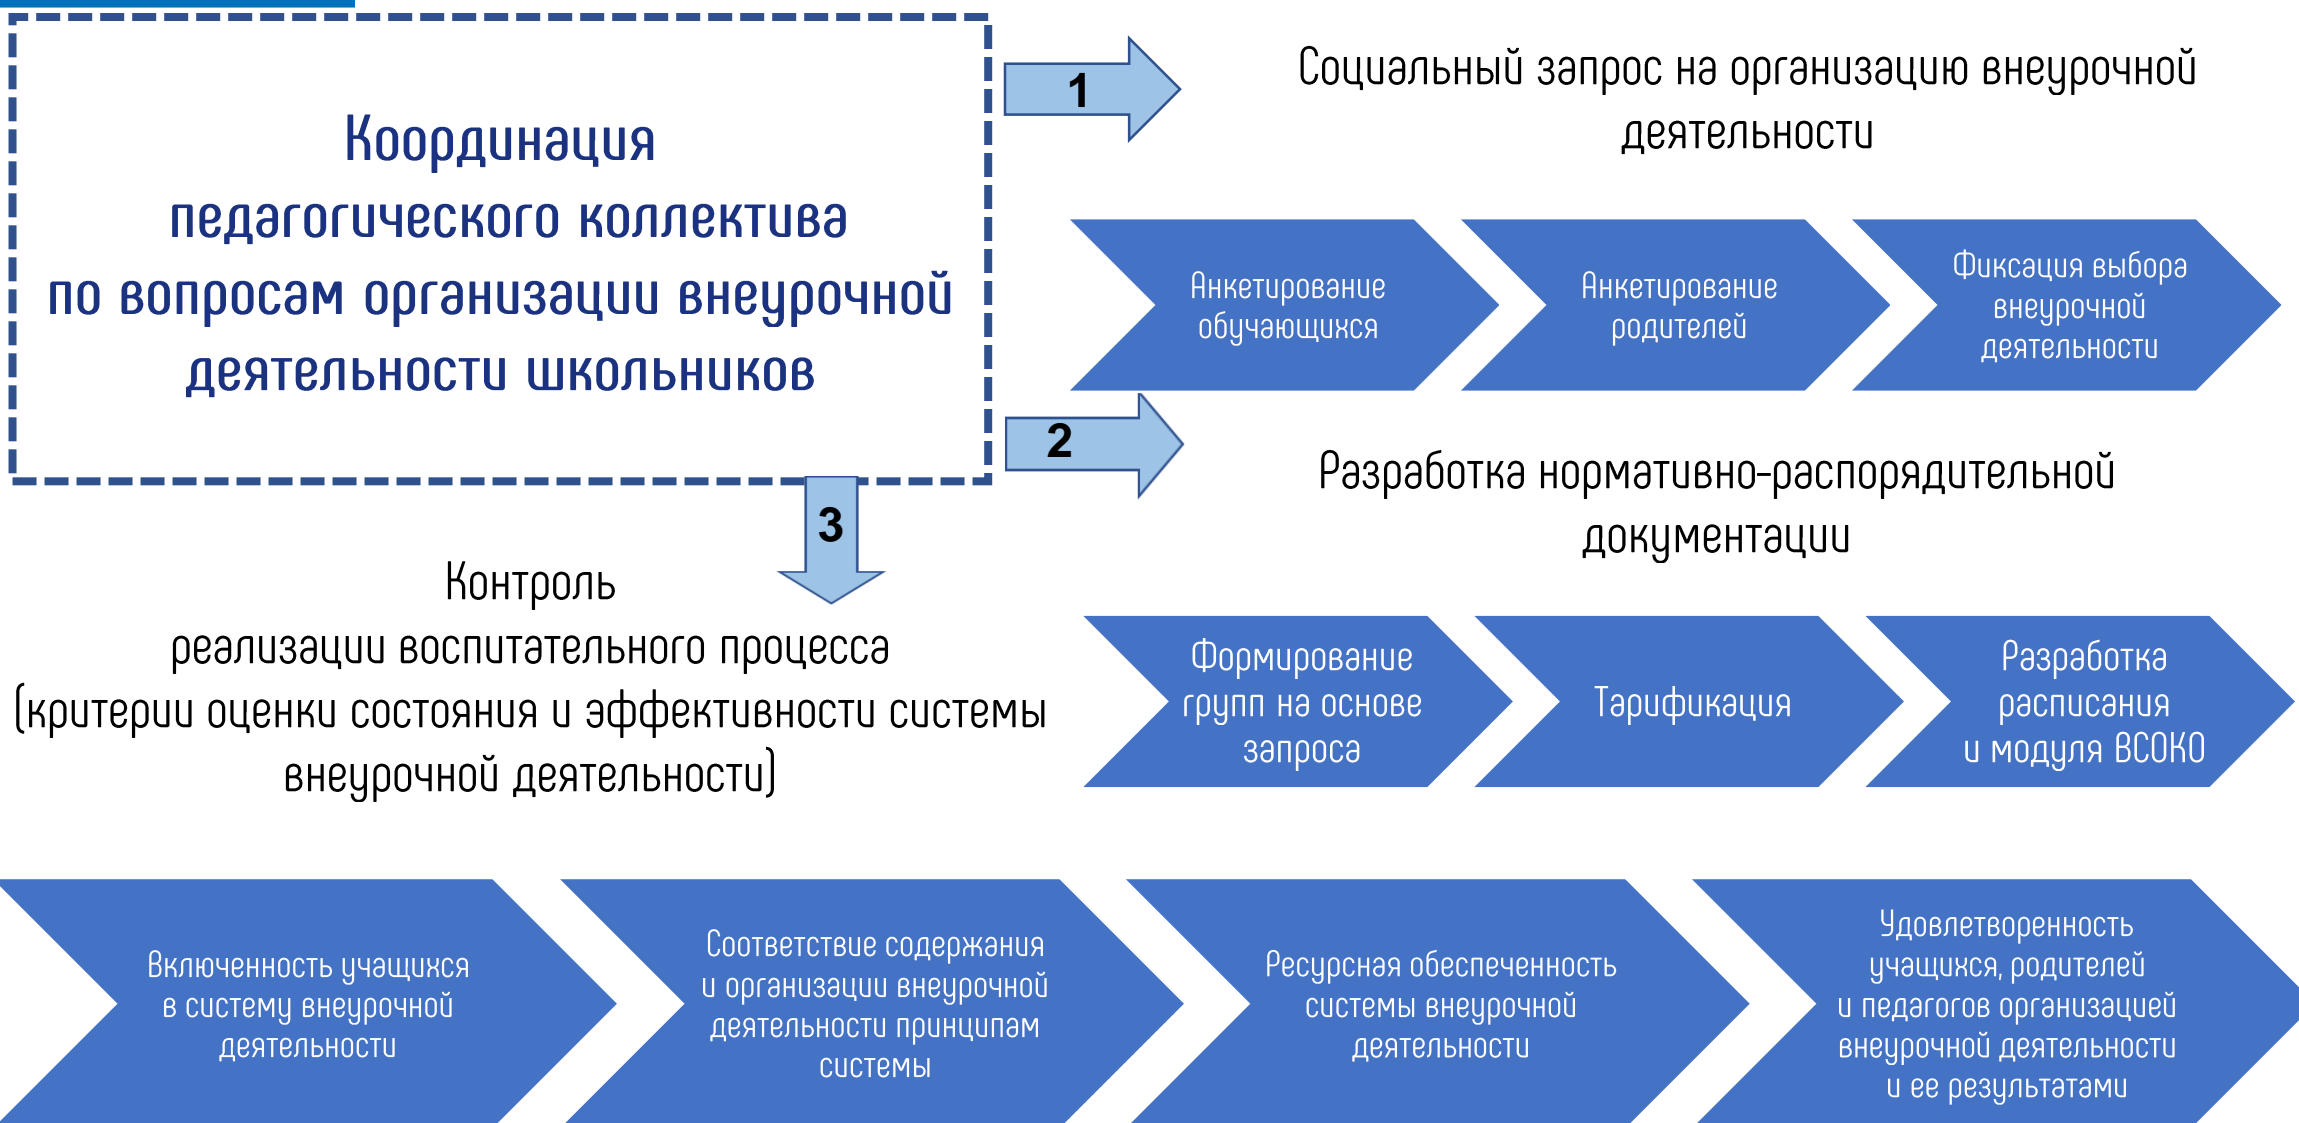 Координация
педагогического коллектива
по вопросам организации внеурочной
деятельности школьников
1
Социальный запрос на организацию внеурочной
деятельности
Анкетирование
обучающихся
Анкетирование
родителей
Фиксация выбора
внеурочной
деятельности
2
Разработка нормативно-распорядительной
документации
Формирование
групп на основе
запроса
Тарификация
Разработка
расписания
и модуля ВСОКО
3
Контроль
реализации воспитательного процесса
(критерии оценки состояния и эффективности системы
внеурочной деятельности)
Включенность учащихся
в систему внеурочной
деятельности
Соответствие содержания
и организации внеурочной
деятельности принципам
системы
Ресурсная обеспеченность
системы внеурочной
деятельности
Удовлетворенность
учащихся, родителей
и педагогов организацией
внеурочной деятельности
и ее результатами